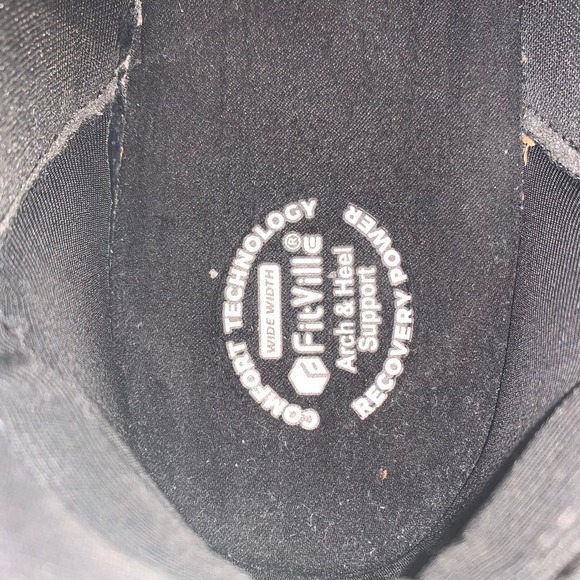 COMFORT TECHNOLOGY
WIDE WIDTH
FitVille®
Arch & Heel
Support
RECOVERY POWER